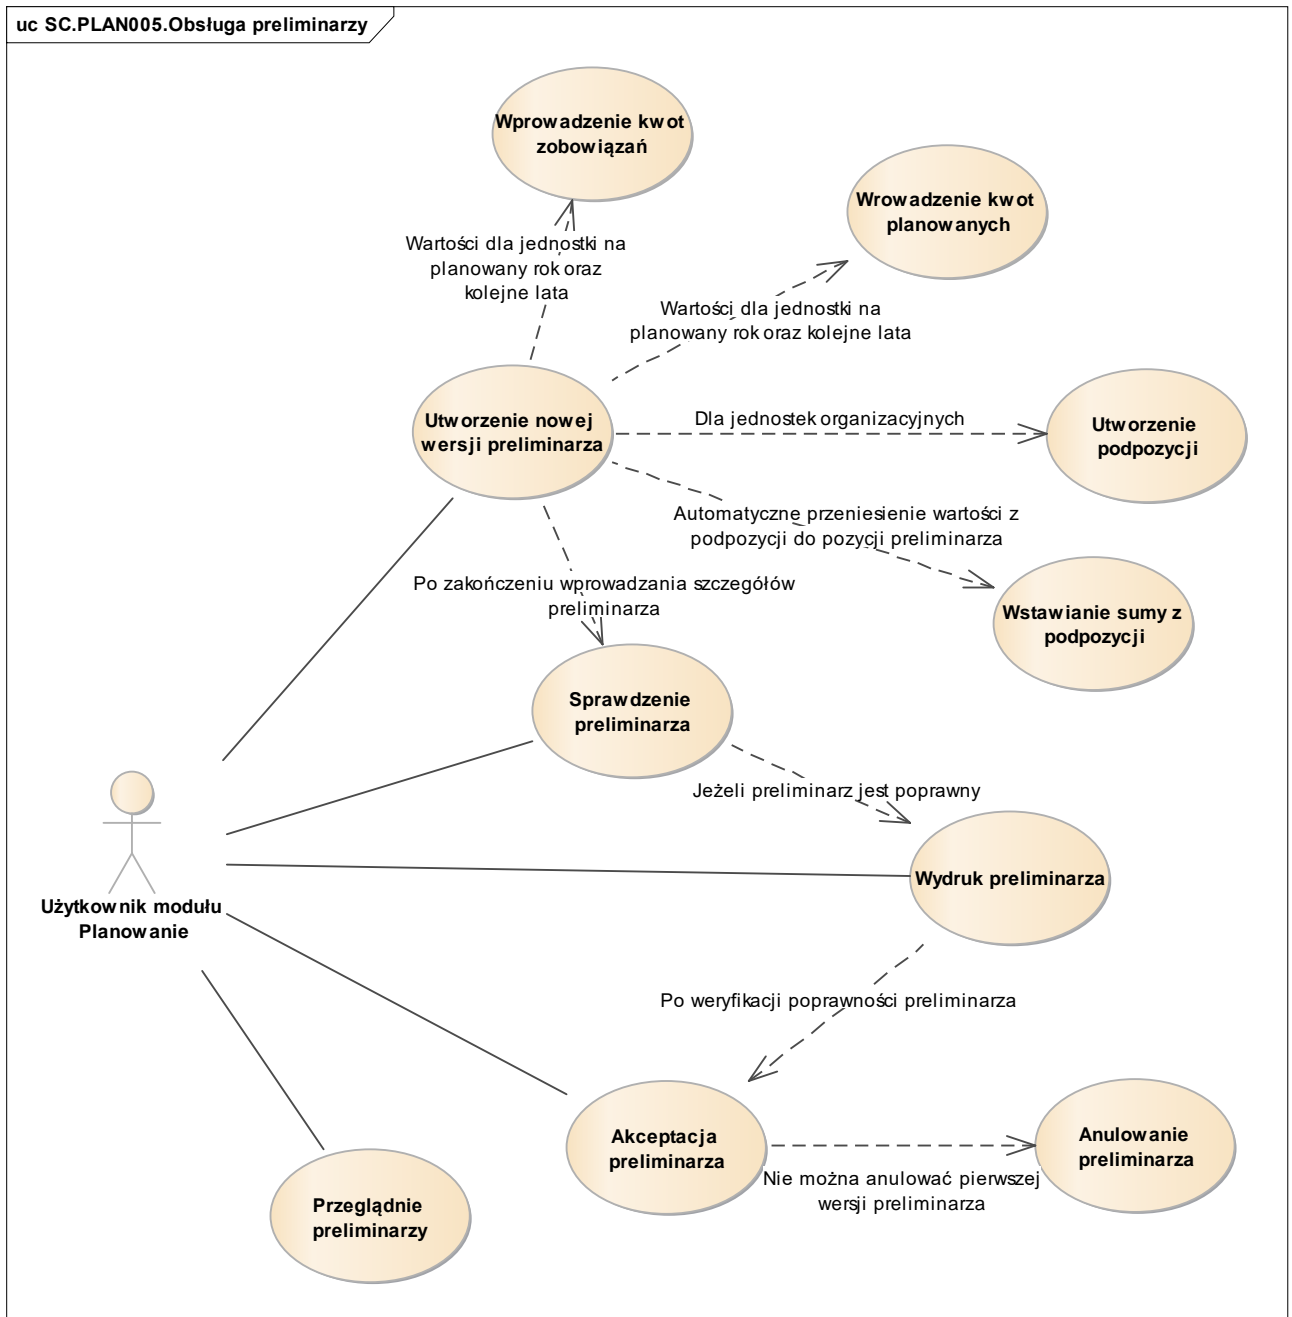 uc SC.PLAN005.Obsługa preliminarzy
Wprowadzenie kwot
zobowiązań
Wrowadzenie kwot
planowanych
Wartości dla jednostki na
planowany rok oraz
kolejne lata
Wartości dla jednostki na
planowany rok oraz kolejne lata
Utworzenie nowej
wersji preliminarza
Dla jednostek organizacyjnych
Utworzenie
podpozycji
Automatyczne przeniesienie wartości z
podpozycji do pozycji preliminarza
Po zakończeniu wprowadzania szczegółów
preliminarza
Wstawianie sumy z
podpozycji
Sprawdzenie
preliminarza
Jeżeli preliminarz jest poprawny
Wydruk preliminarza
Użytkownik modułu
Planowanie
Po weryfikacji poprawności preliminarza
Akceptacja
preliminarza
Anulowanie
preliminarza
Nie można anulować pierwszej
wersji preliminarza
Przeglądnie
preliminarzy